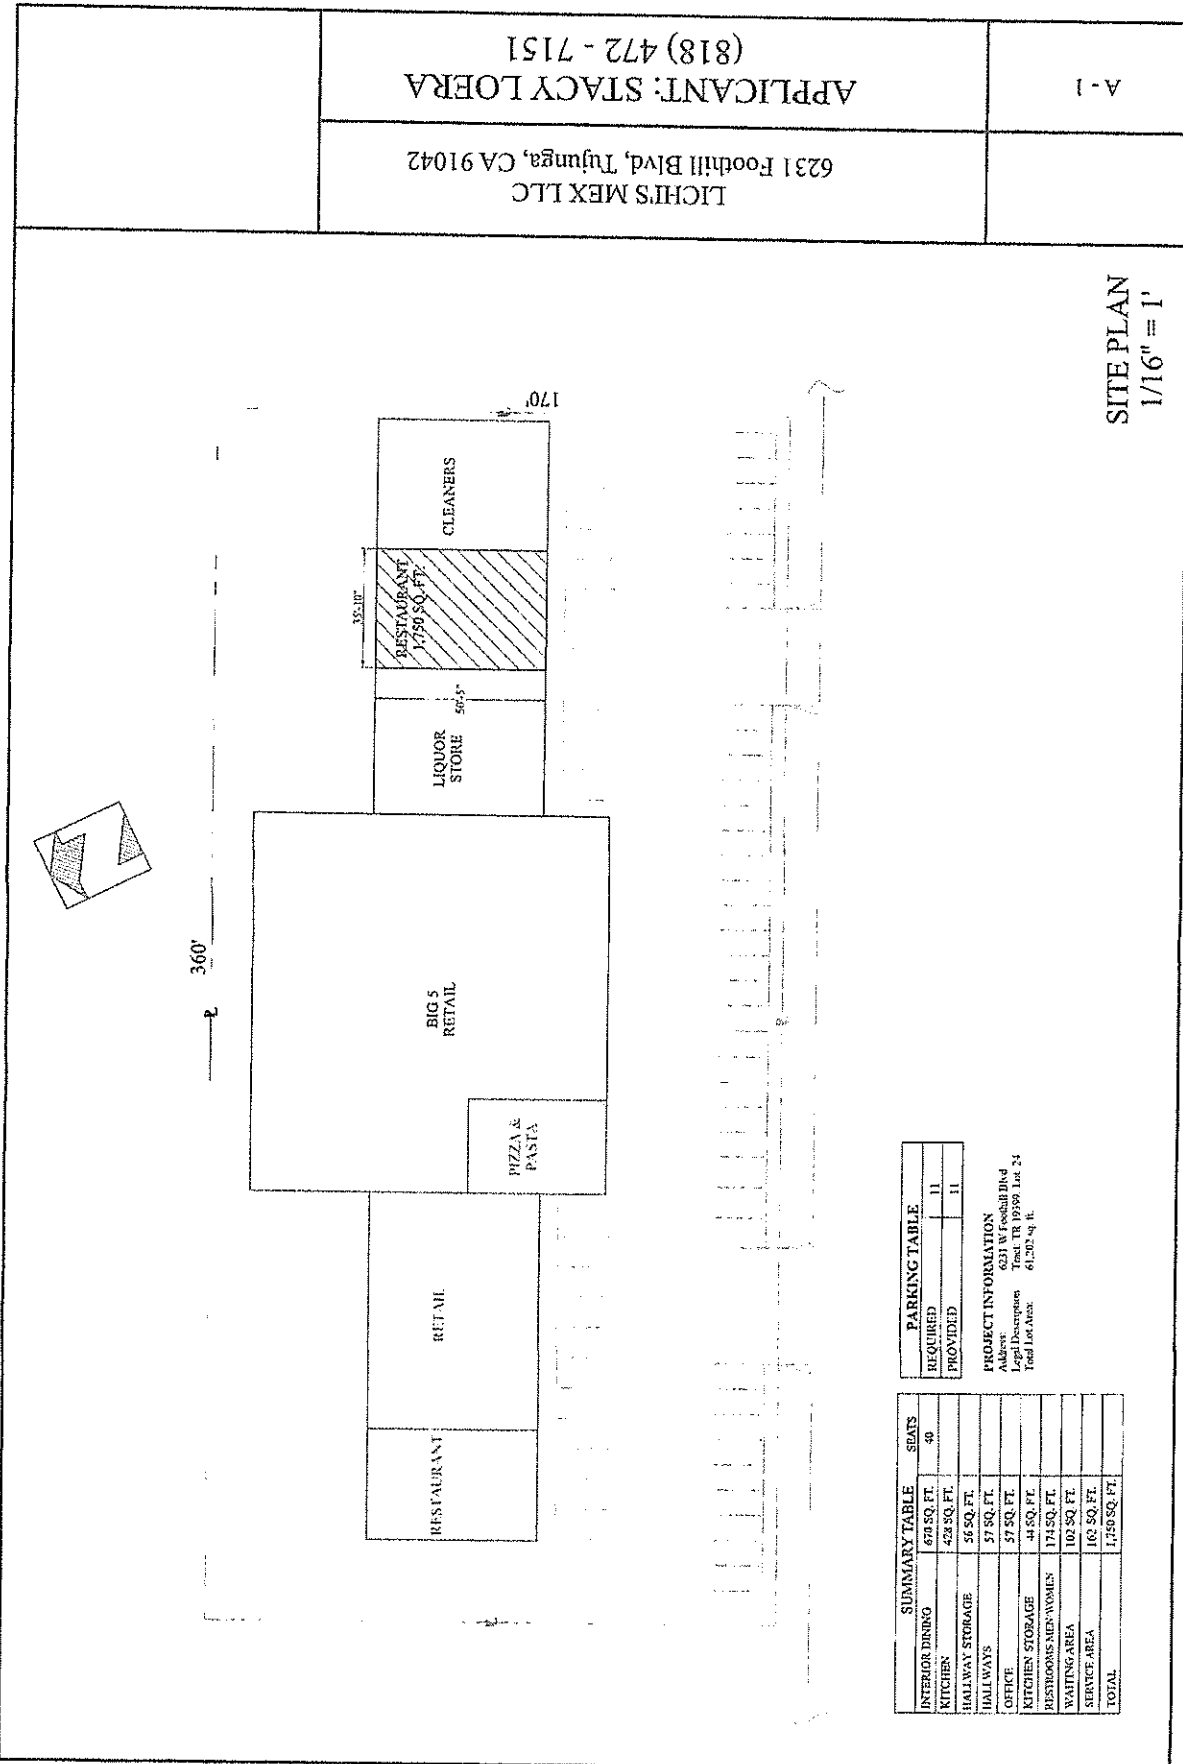 LICHI'S MEX LLC
6231 Foothill Blvd, Tujunga, CA 91042
APPLICANT: STACY LOERA
(818) 472 - 7151
A - 1
SITE PLAN
1/16" = 1'
360'
170'
35'-10"
50'-5"
RESTAURANT
RETAIL
PIZZA &
PASTA
BIG 5
RETAIL
LIQUOR
STORE
RESTAURANT
1,750 SQ. FT.
CLEANERS
SUMMARY TABLE SEATS
INTERIOR DINING 670 SQ. FT. 40
KITCHEN 428 SQ. FT.
HALLWAY STORAGE 56 SQ. FT.
HALLWAYS 57 SQ. FT.
OFFICE 57 SQ. FT.
KITCHEN STORAGE 44 SQ. FT.
RESTROOMS MEN/WOMEN 174 SQ. FT.
WAITING AREA 102 SQ. FT.
SERVICE AREA 162 SQ. FT.
TOTAL 1,750 SQ. FT.
PARKING TABLE
REQUIRED 11
PROVIDED 11
PROJECT INFORMATION
Address: 6231 W Foothill Blvd
Legal Description: Tract: TR 19399, Lot: 24
Total Lot Area: 61,202 sq. ft.